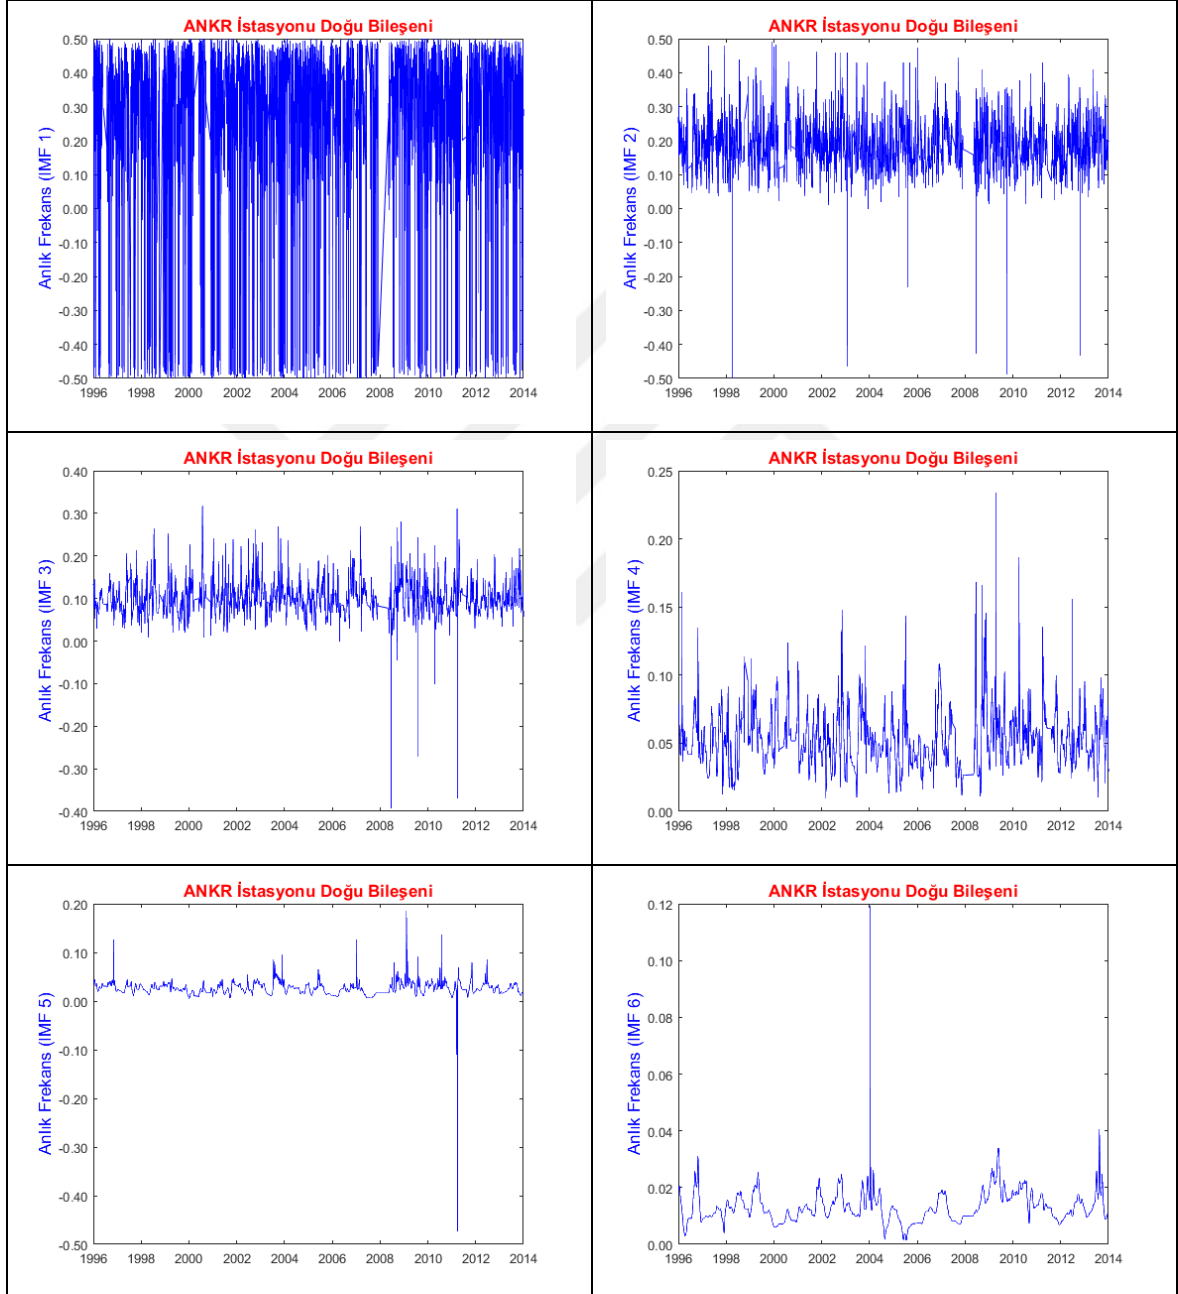 ANKR İstasyonu Doğu Bileşeni
Anlık Frekans (IMF 1)
0.50
0.40
0.30
0.20
0.10
0.00
-0.10
-0.20
-0.30
-0.40
-0.50
1996 1998 2000 2002 2004 2006 2008 2010 2012 2014
ANKR İstasyonu Doğu Bileşeni
Anlık Frekans (IMF 2)
0.50
0.40
0.30
0.20
0.10
0.00
-0.10
-0.20
-0.30
-0.40
-0.50
1996 1998 2000 2002 2004 2006 2008 2010 2012 2014
ANKR İstasyonu Doğu Bileşeni
Anlık Frekans (IMF 3)
0.40
0.30
0.20
0.10
0.00
-0.10
-0.20
-0.30
-0.40
1996 1998 2000 2002 2004 2006 2008 2010 2012 2014
ANKR İstasyonu Doğu Bileşeni
Anlık Frekans (IMF 4)
0.25
0.20
0.15
0.10
0.05
0.00
1996 1998 2000 2002 2004 2006 2008 2010 2012 2014
ANKR İstasyonu Doğu Bileşeni
Anlık Frekans (IMF 5)
0.20
0.10
0.00
-0.10
-0.20
-0.30
-0.40
-0.50
1996 1998 2000 2002 2004 2006 2008 2010 2012 2014
ANKR İstasyonu Doğu Bileşeni
Anlık Frekans (IMF 6)
0.12
0.10
0.08
0.06
0.04
0.02
0.00
1996 1998 2000 2002 2004 2006 2008 2010 2012 2014